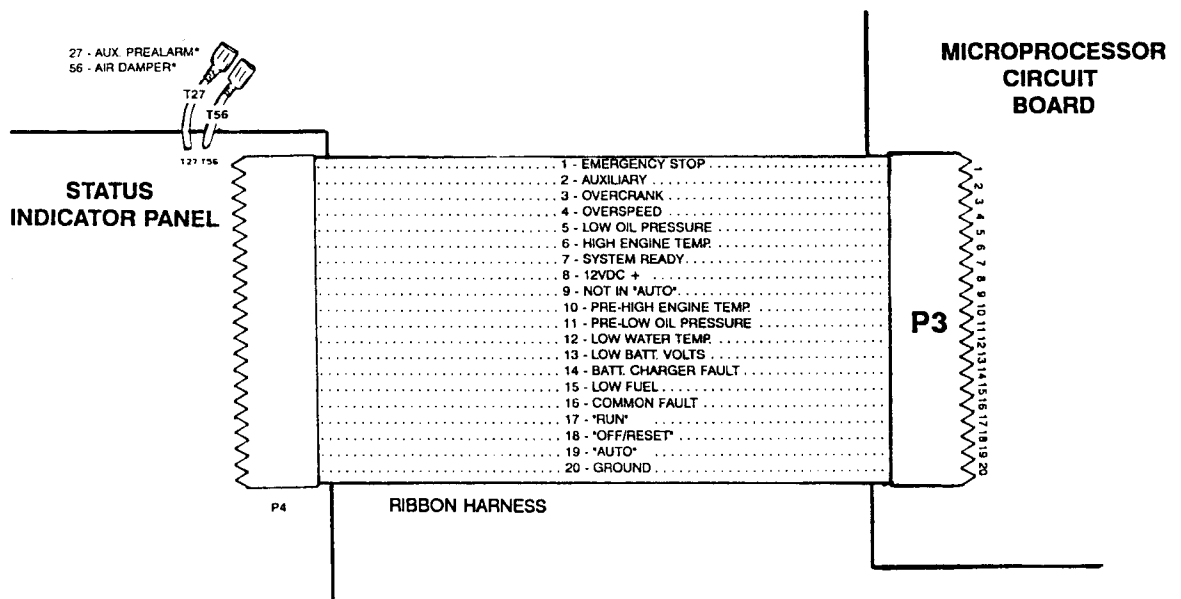 27 - AUX. PREALARM*
56 - AIR DAMPER*
T27
T56
T27 T56
STATUS
INDICATOR PANEL
MICROPROCESSOR
CIRCUIT
BOARD
1 - EMERGENCY STOP
2 - AUXILIARY
3 - OVERCRANK
4 - OVERSPEED
5 - LOW OIL PRESSURE
6 - HIGH ENGINE TEMP.
7 - SYSTEM READY
8 - 12VDC +
9 - NOT IN "AUTO"
10 - PRE-HIGH ENGINE TEMP.
11 - PRE-LOW OIL PRESSURE
12 - LOW WATER TEMP.
13 - LOW BATT. VOLTS
14 - BATT. CHARGER FAULT
15 - LOW FUEL
16 - COMMON FAULT
17 - "RUN"
18 - "OFF/RESET"
19 - "AUTO"
20 - GROUND
P3
1 2 3 4 5 6 7 8 9 10 11 12 13 14 15 16 17 18 19 20
P4
RIBBON HARNESS